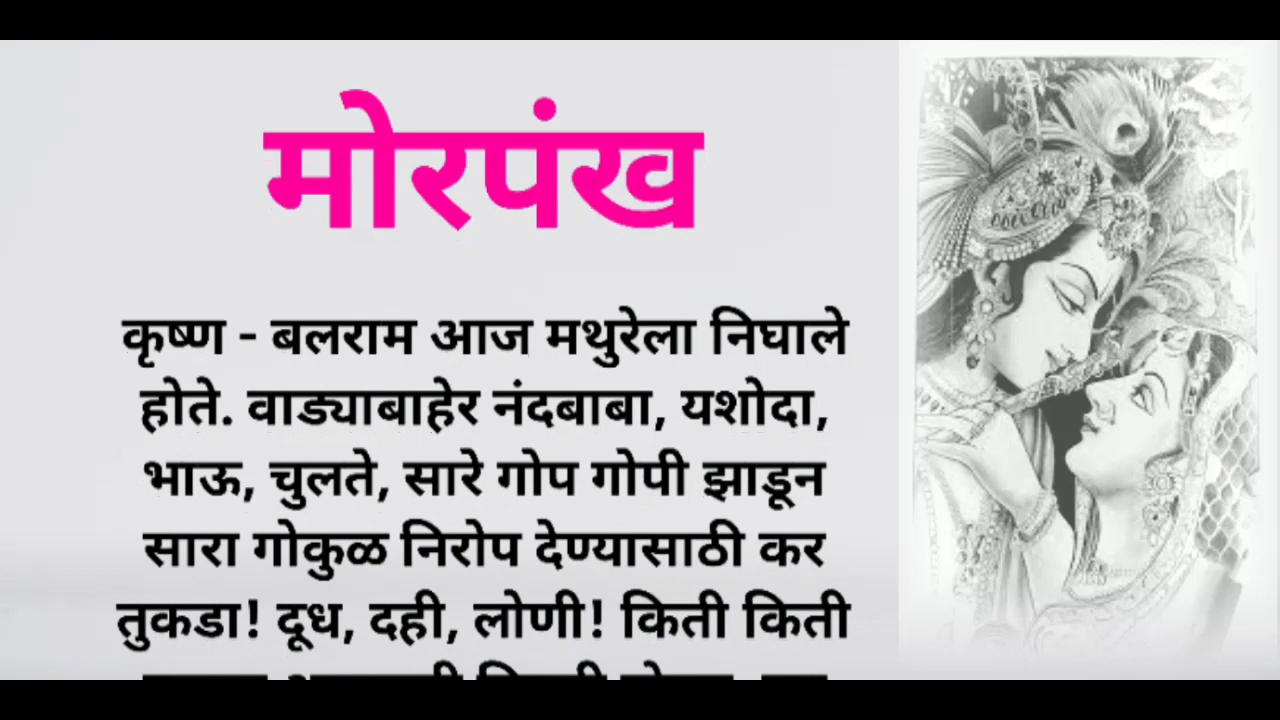 मोरपंख
कृष्ण - बलराम आज मथुरेला निघाले
होते. वाड्याबाहेर नंदबाबा, यशोदा,
भाऊ, चुलते, सारे गोप गोपी झाडून
सारा गोकुळ निरोप देण्यासाठी कर
तुकडा! दूध, दही, लोणी! किती किती